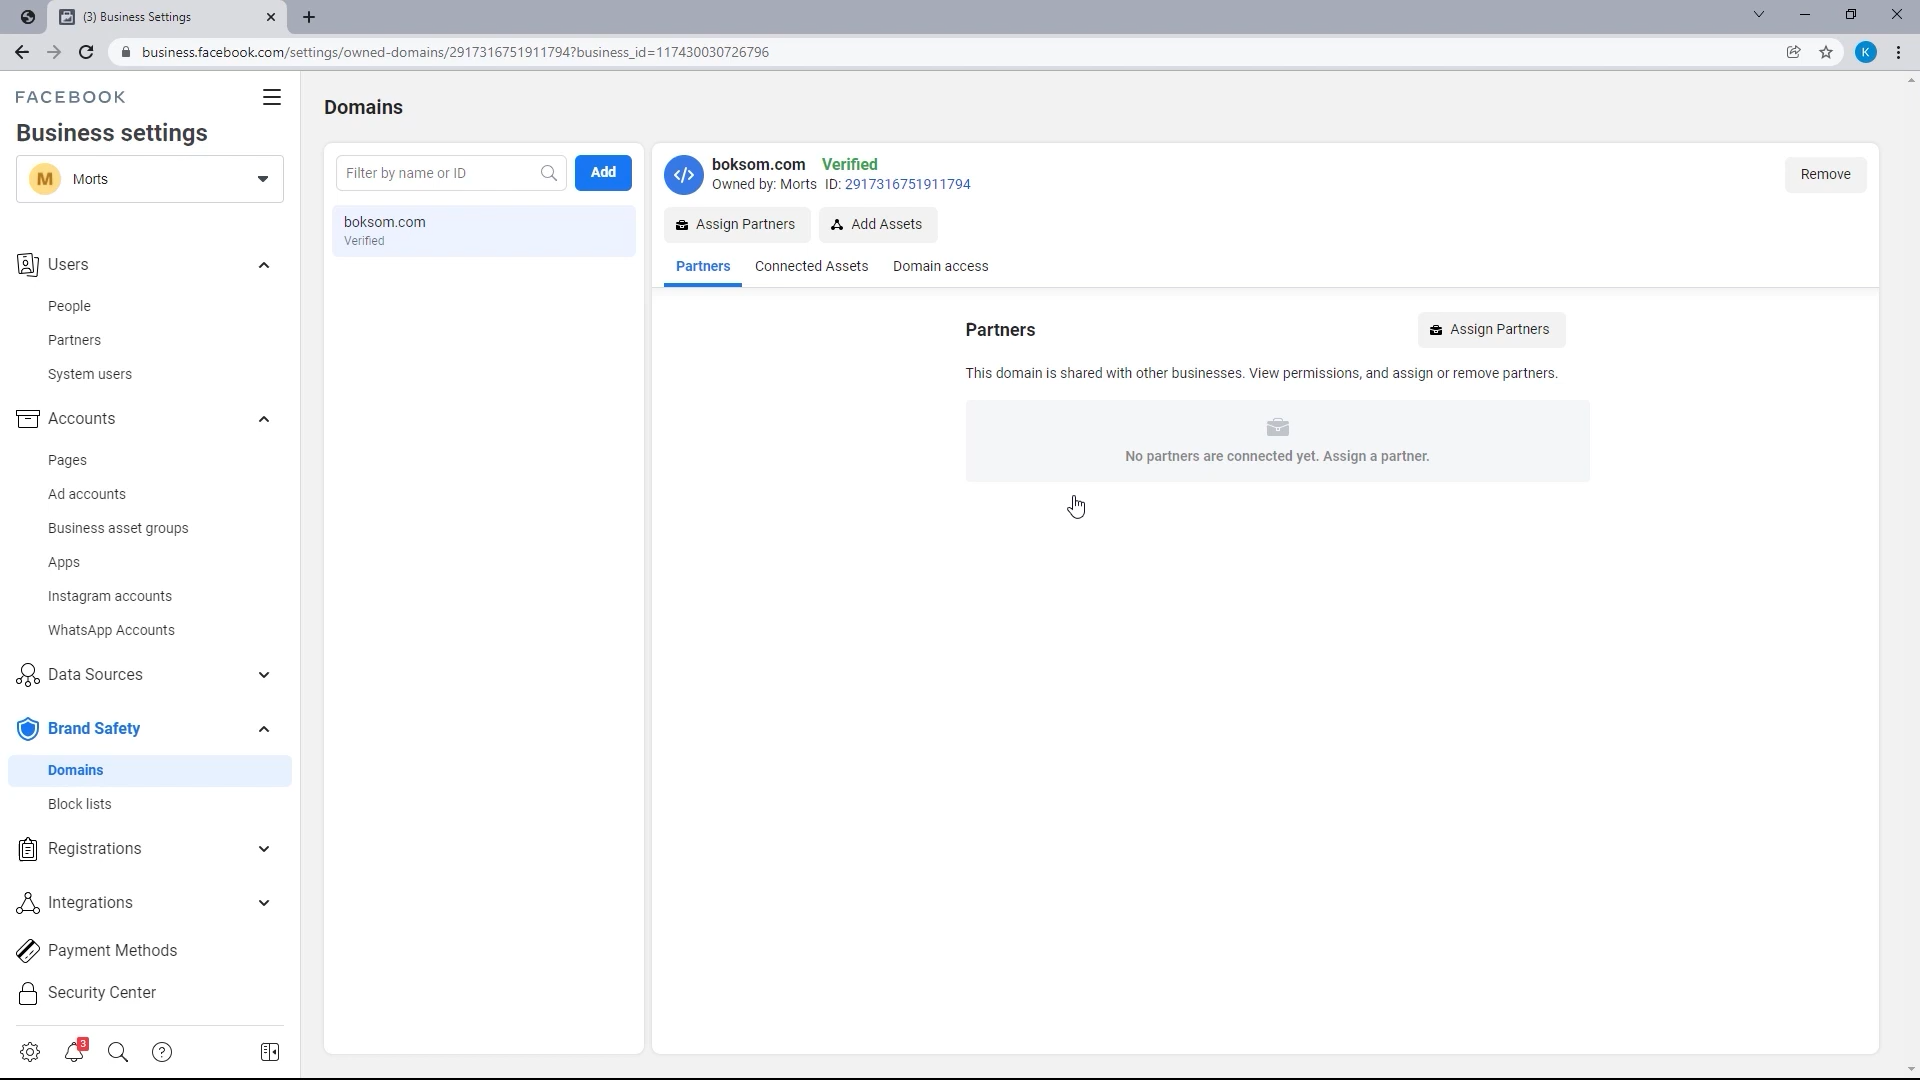 (3) Business Settings
business.facebook.com/settings/owned-domains/2917316751911794?business_id=117430030726796
K
FACEBOOK
Business settings
M Morts
Users
People
Partners
System users
Accounts
Pages
Ad accounts
Business asset groups
Apps
Instagram accounts
WhatsApp Accounts
Data Sources
Brand Safety
Domains
Block lists
Registrations
Integrations
Payment Methods
Security Center
3
Domains
Filter by name or ID
Add
boksom.com
Verified
</> boksom.com Verified
Owned by: Morts ID: 2917316751911794
Remove
Assign Partners
Add Assets
Partners
Connected Assets
Domain access
Partners
Assign Partners
This domain is shared with other businesses. View permissions, and assign or remove partners.
No partners are connected yet. Assign a partner.